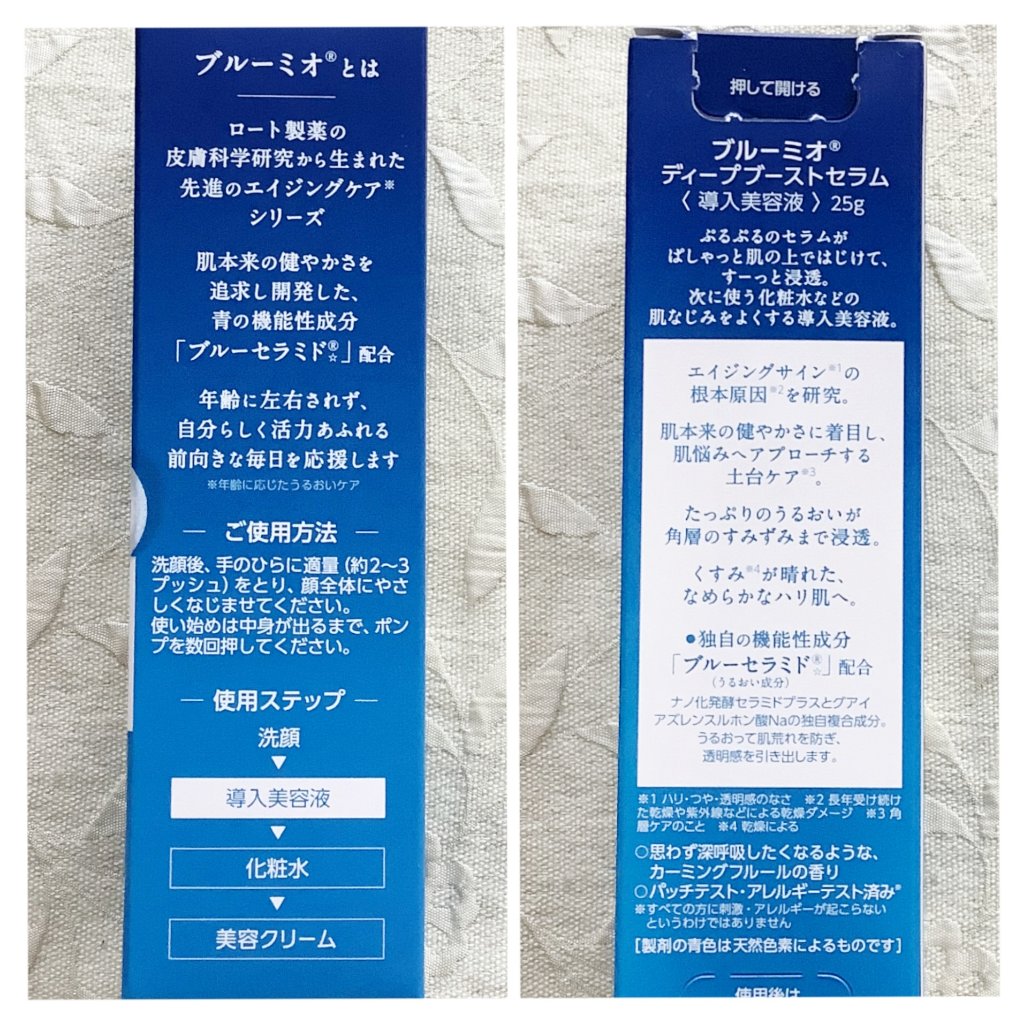 ブルーミオ®とは
ロート製薬の
皮膚科学研究から生まれた
先進のエイジングケア※
シリーズ
肌本来の健やかさを
追求し開発した、
青の機能性成分
「ブルーセラミド®☆」配合
年齢に左右されず、
自分らしく活力あふれる
前向きな毎日を応援します
※年齢に応じたうるおいケア
ご使用方法
洗顔後、手のひらに適量(約2〜3
プッシュ)をとり、顔全体にやさ
しくなじませてください。
使い始めは中身が出るまで、ポン
プを数回押してください。
使用ステップ
洗顔
▼
導入美容液
▼
化粧水
▼
美容クリーム
押して開ける
ブルーミオ®
ディープブーストセラム
〈 導入美容液 〉 25g
ぷるぷるのセラムが
ぱしゃっと肌の上ではじけて、
すーっと浸透。
次に使う化粧水などの
肌なじみをよくする導入美容液。
エイジングサイン※1の
根本原因※2を研究。
肌本来の健やかさに着目し、
肌悩みへアプローチする
土台ケア※3。
たっぷりのうるおいが
角層のすみずみまで浸透。
くすみ※4が晴れた、
なめらかなハリ肌へ。
●独自の機能性成分
「ブルーセラミド®☆」配合
(うるおい成分)
ナノ化発酵セラミドプラスとグアイ
アズレンスルホン酸Naの独自複合成分。
うるおって肌荒れを防ぎ、
透明感を引き出します。
※1 ハリ・つや・透明感のなさ ※2 長年受け続け
た乾燥や紫外線などによる乾燥ダメージ ※3 角
層ケアのこと ※4 乾燥による
○思わず深呼吸したくなるような、
カーミングフルールの香り
○パッチテスト・アレルギーテスト済み※
※すべての方に刺激・アレルギーが起こらない
というわけではありません
[製剤の青色は天然色素によるものです]
使用後は